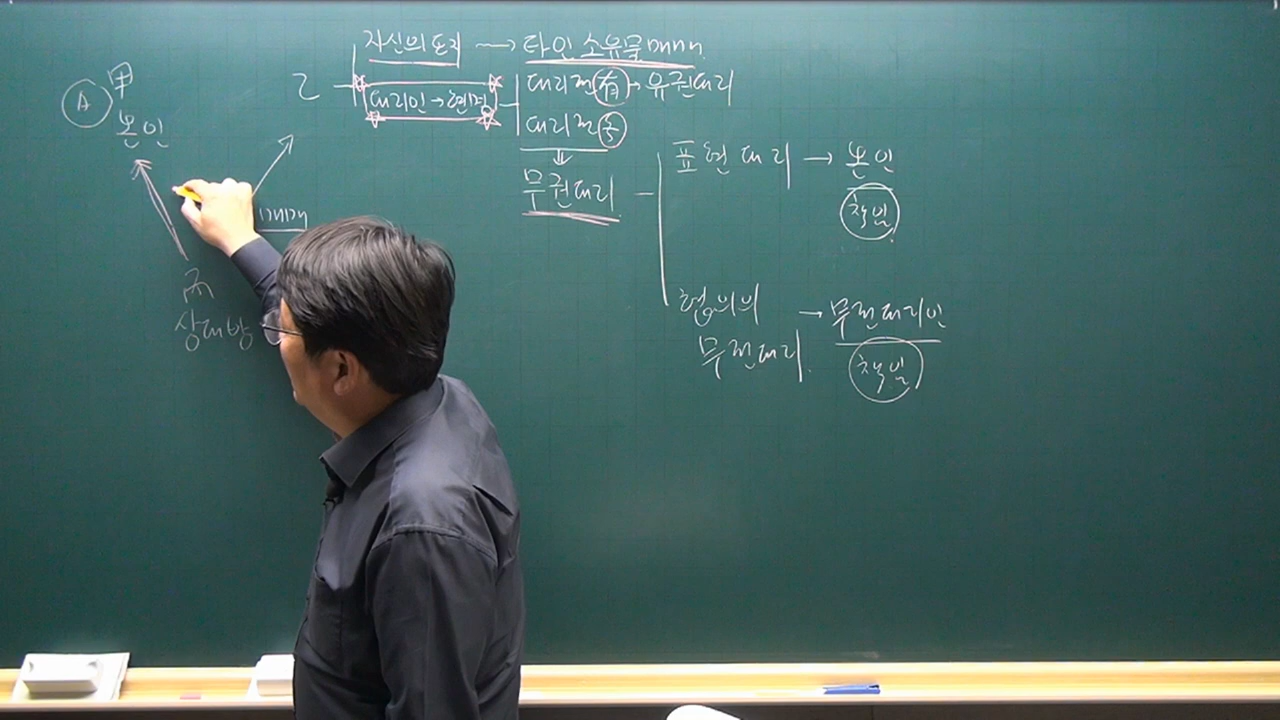 Ⓐ 甲
본인
乙
자신의 토지 → 타인 소유물 매매
대리인 → 현명
대리권 有 → 유권대리
대리권
무권대리
표현대리 → 본인
책임
협의의 → 무권대리인
무권대리
책임
매매
丙
상대방